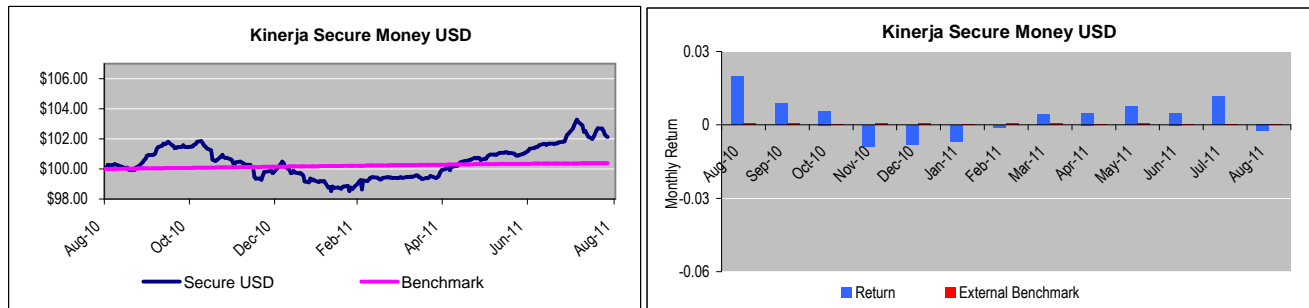 Kinerja Secure Money USD
$106.00
$104.00
$102.00
$100.00
$98.00
Aug-10
Oct-10
Dec-10
Feb-11
Apr-11
Jun-11
Aug-11
Secure USD
Benchmark
Kinerja Secure Money USD
Monthly Return
0.03
0
-0.03
-0.06
Aug-10
Sep-10
Oct-10
Nov-10
Dec-10
Jan-11
Feb-11
Mar-11
Apr-11
May-11
Jun-11
Jul-11
Aug-11
Return
External Benchmark